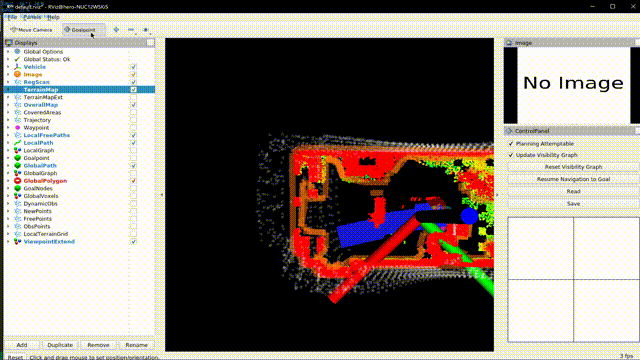 default.rviz* - RViz@hero-NUC12WSKi5
File Panels Help
Move Camera Goalpoint
Displays
Global Options
Global Status: Ok
Vehicle
Image
RegScan
TerrainMap
TerrainMapExt
OverallMap
CoveredAreas
Trajectory
Waypoint
LocalFreePaths
LocalPath
LocalGraph
Goalpoint
GlobalPath
GlobalGraph
GoalNodes
GlobalPolygon
GlobalVoxels
DynamicObs
NewPoints
FreePoints
ObsPoints
LocalTerrainGrid
ViewpointExtend
Add Duplicate Remove Rename
Reset Click and drag mouse to set position/orientation.
Image
No Image
ControlPanel
Planning Attemptable
Update Visibility Graph
Reset Visibility Graph
Resume Navigation to Goal
Read
Save
3 fps